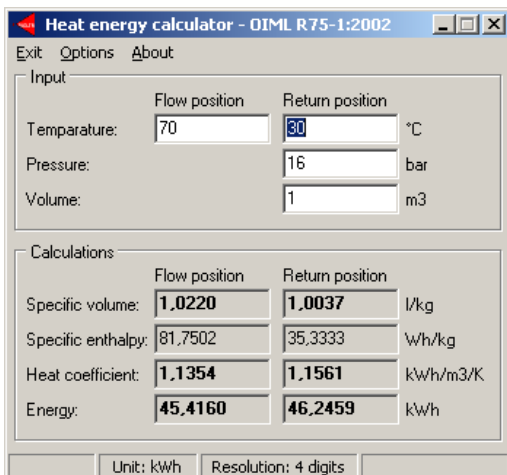 Heat energy calculator - OIML R75-1:2002
Exit Options About
Input
Flow position Return position
Temparature: 70 30 °C
Pressure: 16 bar
Volume: 1 m3
Calculations
Flow position Return position
Specific volume: 1,0220 1,0037 l/kg
Specific enthalpy: 81,7502 35,3333 Wh/kg
Heat coefficient: 1,1354 1,1561 kWh/m3/K
Energy: 45,4160 46,2459 kWh
Unit: kWh Resolution: 4 digits